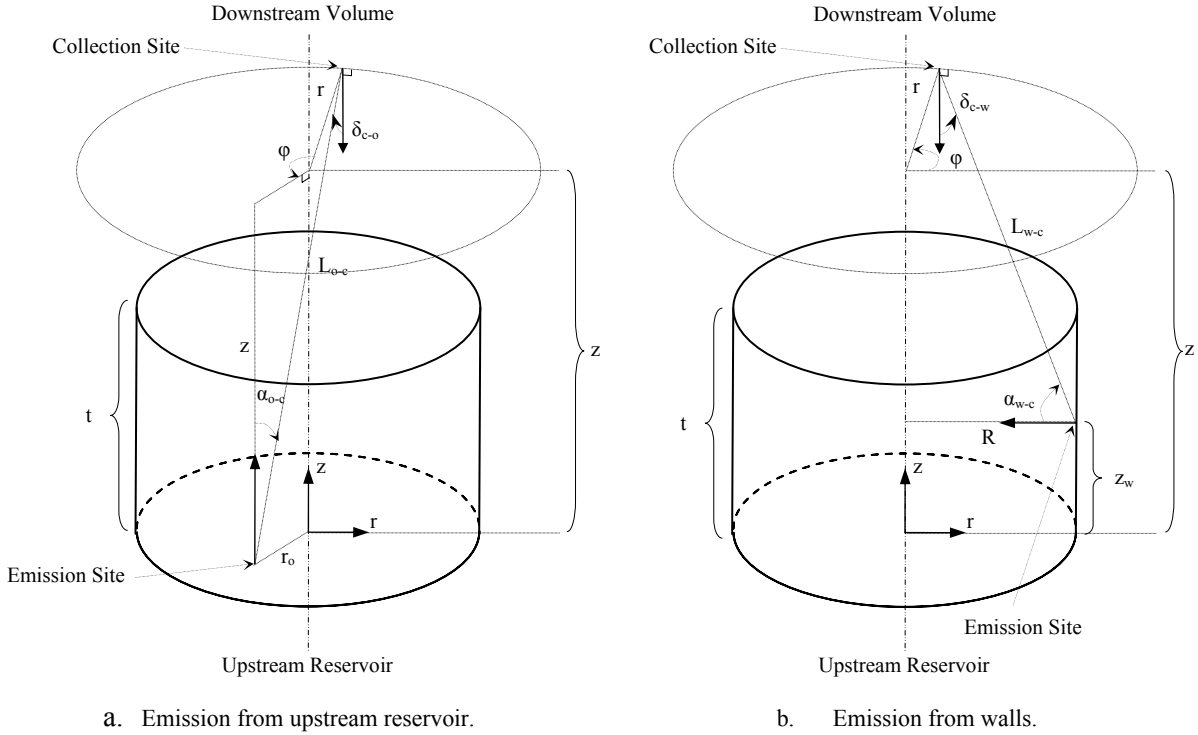 Downstream Volume
Collection Site
r
δc-o
φ
Lo-c
z
z
αo-c
t
z
r
ro
Emission Site
Upstream Reservoir
a. Emission from upstream reservoir.
Downstream Volume
Collection Site
r
δc-w
φ
Lw-c
z
αw-c
t
R
z
zw
r
Emission Site
Upstream Reservoir
b. Emission from walls.